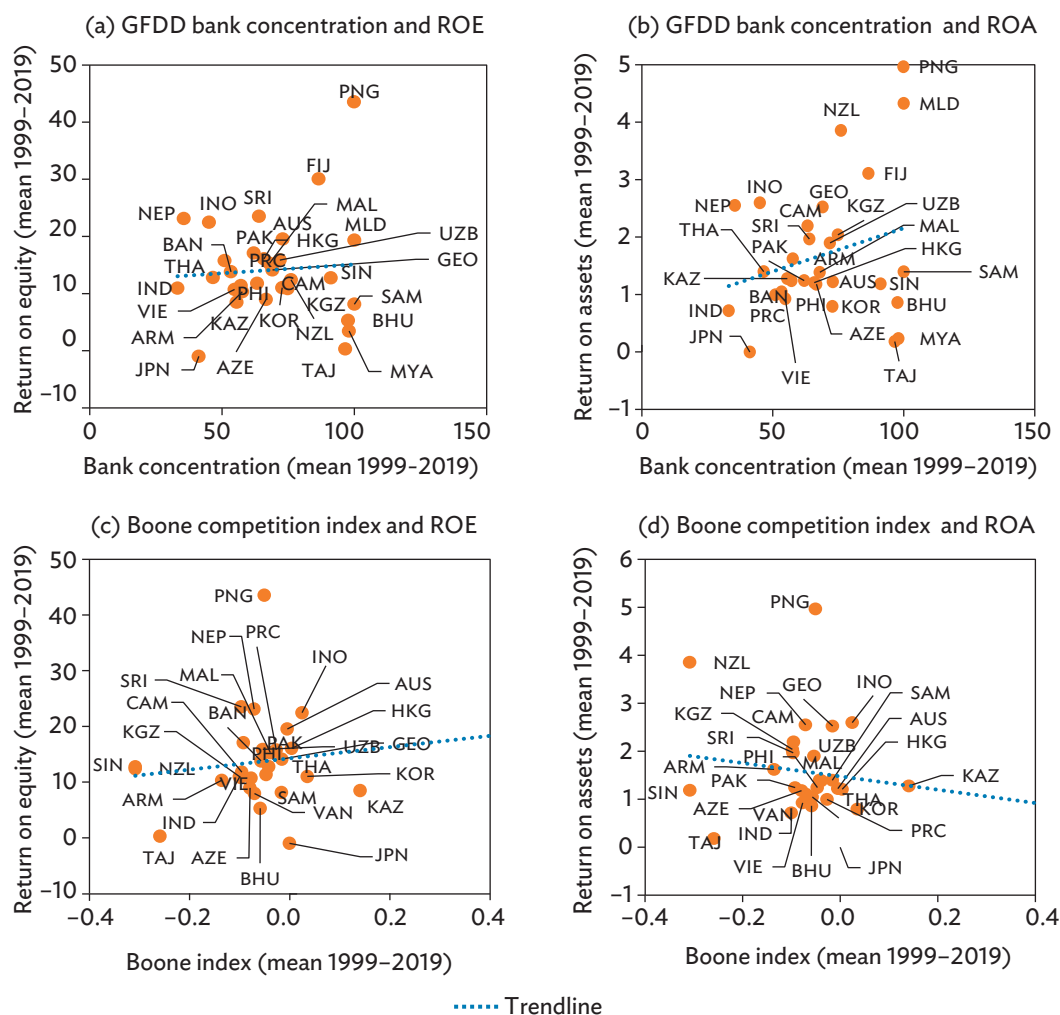 (a) GFDD bank concentration and ROE
Return on equity (mean 1999–2019)
50
40
30
20
10
0
–10
0
50
100
150
PNG
FIJ
NEP
INO
SRI
MAL
AUS
BAN
PAK
HKG
MLD
UZB
THA
PRC
GEO
SIN
IND
PHI
CAM
VIE
KGZ
SAM
ARM
KAZ
KOR
NZL
BHU
JPN
AZE
TAJ
MYA
Bank concentration (mean 1999–2019)
(b) GFDD bank concentration and ROA
Return on assets (mean 1999–2019)
5
4
3
2
1
0
–1
0
50
100
150
PNG
MLD
NZL
FIJ
NEP
INO
GEO
KGZ
UZB
CAM
THA
SRI
MAL
PAK
HKG
ARM
KAZ
SAM
AUS
SIN
IND
BAN
PHI
KOR
BHU
PRC
JPN
AZE
MYA
VIE
TAJ
Bank concentration (mean 1999–2019)
(c) Boone competition index and ROE
Return on equity (mean 1999–2019)
50
40
30
20
10
0
–10
–0.4
–0.2
0.0
0.2
0.4
PNG
NEP
PRC
INO
MAL
SRI
AUS
CAM
BAN
HKG
KGZ
PAK
UZB
GEO
PHI
SIN
NZL
THA
KOR
ARM
VIE
SAM
VAN
KAZ
IND
TAJ
AZE
JPN
BHU
Boone index (mean 1999–2019)
(d) Boone competition index and ROA
Return on assets (mean 1999–2019)
6
5
4
3
2
1
0
–1
–0.4
–0.2
0.0
0.2
0.4
PNG
NZL
GEO
INO
NEP
SAM
KGZ
CAM
AUS
SRI
UZB
HKG
PHI
MAL
ARM
PAK
KAZ
SIN
THA
AZE
VAN
KOR
IND
PRC
TAJ
VIE
BHU
JPN
Boone index (mean 1999–2019)
Trendline